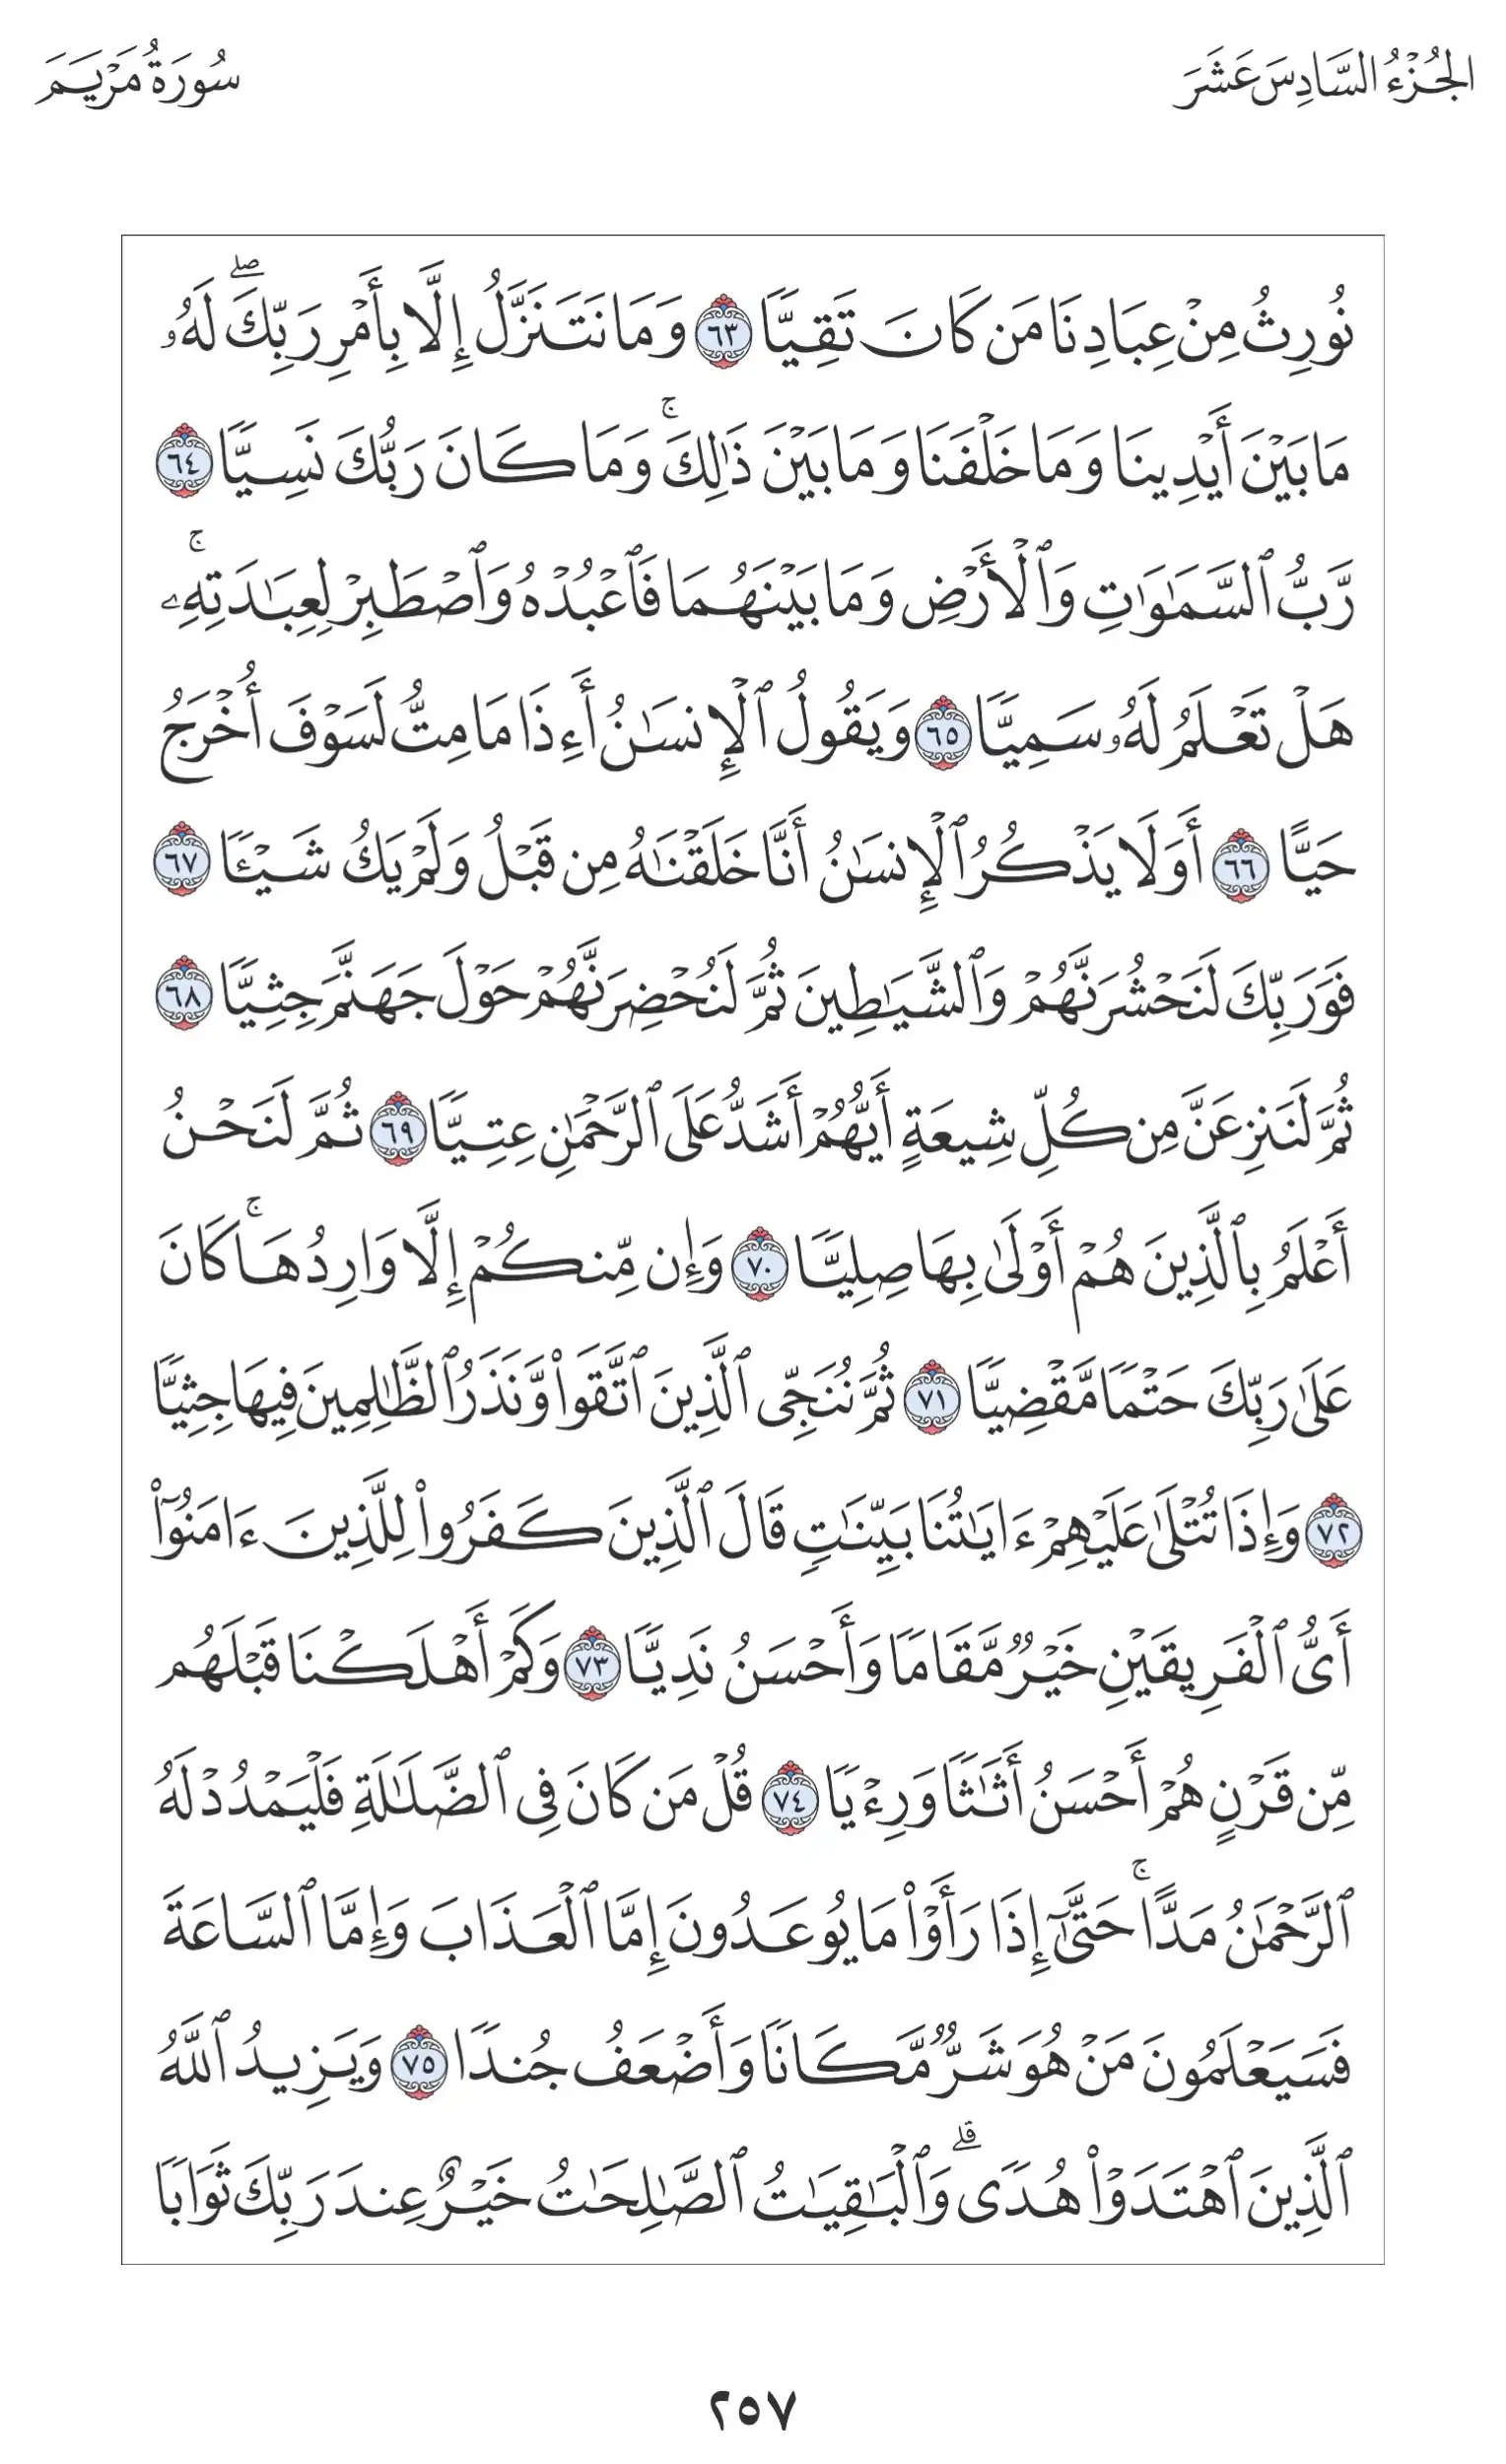 الجُزْءُ السَّادِسَ عَشَرَ
سُورَةُ مَرْيَمَ
نُورِثُ مِنْ عِبَادِنَا مَن كَانَ تَقِيًّا ٦٣ وَمَا نَتَنَزَّلُ إِلَّا بِأَمْرِ رَبِّكَۖ لَهُۥ
مَا بَيْنَ أَيْدِينَا وَمَا خَلْفَنَا وَمَا بَيْنَ ذَٰلِكَۚ وَمَا كَانَ رَبُّكَ نَسِيًّا ٦٤
رَّبُّ ٱلسَّمَٰوَٰتِ وَٱلْأَرْضِ وَمَا بَيْنَهُمَا فَٱعْبُدْهُ وَٱصْطَبِرْ لِعِبَٰدَتِهِۦۚ
هَلْ تَعْلَمُ لَهُۥ سَمِيًّا ٦٥ وَيَقُولُ ٱلْإِنسَٰنُ أَءِذَا مَا مِتُّ لَسَوْفَ أُخْرَجُ
حَيًّا ٦٦ أَوَلَا يَذْكُرُ ٱلْإِنسَٰنُ أَنَّا خَلَقْنَٰهُ مِن قَبْلُ وَلَمْ يَكُ شَيْـًٔا ٦٧
فَوَرَبِّكَ لَنَحْشُرَنَّهُمْ وَٱلشَّيَٰطِينَ ثُمَّ لَنُحْضِرَنَّهُمْ حَوْلَ جَهَنَّمَ جِثِيًّا ٦٨
ثُمَّ لَنَنزِعَنَّ مِن كُلِّ شِيعَةٍ أَيُّهُمْ أَشَدُّ عَلَى ٱلرَّحْمَٰنِ عِتِيًّا ٦٩ ثُمَّ لَنَحْنُ
أَعْلَمُ بِٱلَّذِينَ هُمْ أَوْلَىٰ بِهَا صِلِيًّا ٧٠ وَإِن مِّنكُمْ إِلَّا وَارِدُهَاۚ كَانَ
عَلَىٰ رَبِّكَ حَتْمًا مَّقْضِيًّا ٧١ ثُمَّ نُنَجِّى ٱلَّذِينَ ٱتَّقَوا۟ وَّنَذَرُ ٱلظَّٰلِمِينَ فِيهَا جِثِيًّا
٧٢ وَإِذَا تُتْلَىٰ عَلَيْهِمْ ءَايَٰتُنَا بَيِّنَٰتٍ قَالَ ٱلَّذِينَ كَفَرُوا۟ لِلَّذِينَ ءَامَنُوٓا۟
أَىُّ ٱلْفَرِيقَيْنِ خَيْرٌ مَّقَامًا وَأَحْسَنُ نَدِيًّا ٧٣ وَكَمْ أَهْلَكْنَا قَبْلَهُم
مِّن قَرْنٍ هُمْ أَحْسَنُ أَثَٰثًا وَرِءْيًا ٧٤ قُلْ مَن كَانَ فِى ٱلضَّلَٰلَةِ فَلْيَمْدُدْ لَهُ
ٱلرَّحْمَٰنُ مَدًّاۚ حَتَّىٰٓ إِذَا رَأَوْا۟ مَا يُوعَدُونَ إِمَّا ٱلْعَذَابَ وَإِمَّا ٱلسَّاعَةَ
فَسَيَعْلَمُونَ مَنْ هُوَ شَرٌّ مَّكَانًا وَأَضْعَفُ جُندًا ٧٥ وَيَزِيدُ ٱللَّهُ
ٱلَّذِينَ ٱهْتَدَوْا۟ هُدًىۗ وَٱلْبَٰقِيَٰتُ ٱلصَّٰلِحَٰتُ خَيْرٌ عِندَ رَبِّكَ ثَوَابًا
٢٥٧